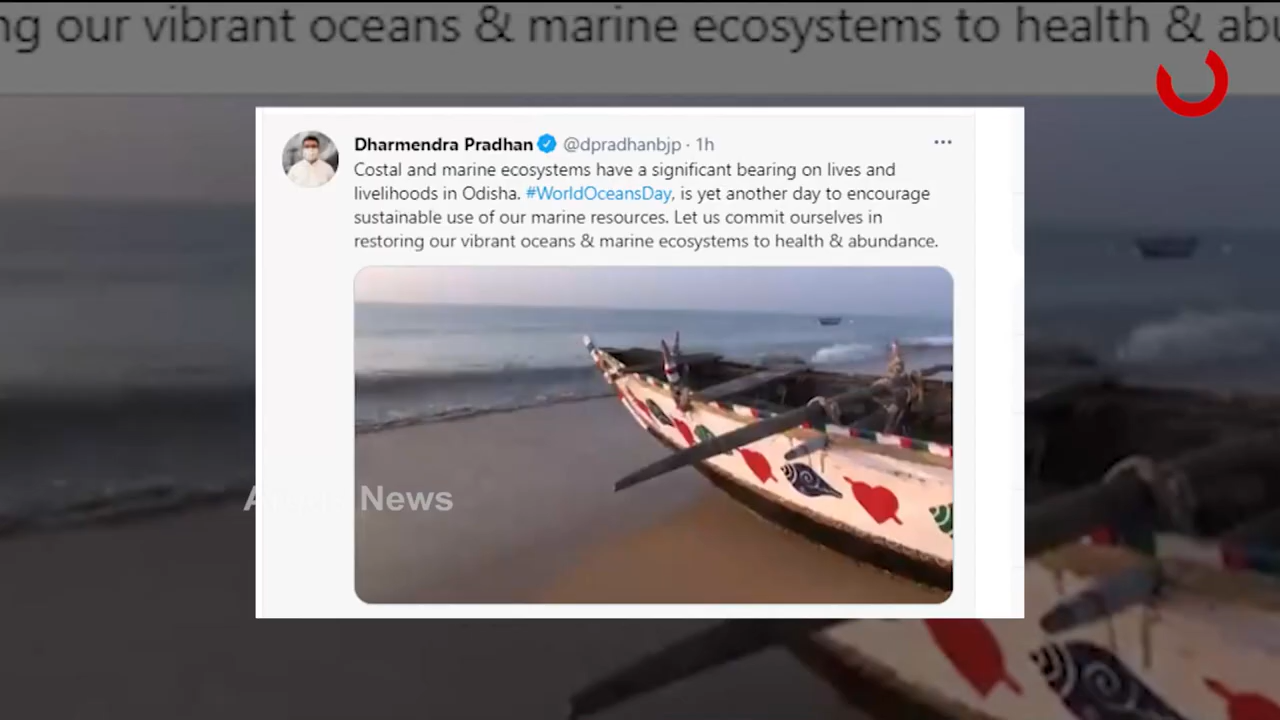 ng our vibrant oceans & marine ecosystems to health & abu
Dharmendra Pradhan @dpradhanbjp · 1h
Costal and marine ecosystems have a significant bearing on lives and
livelihoods in Odisha. #WorldOceansDay, is yet another day to encourage
sustainable use of our marine resources. Let us commit ourselves in
restoring our vibrant oceans & marine ecosystems to health & abundance.
News